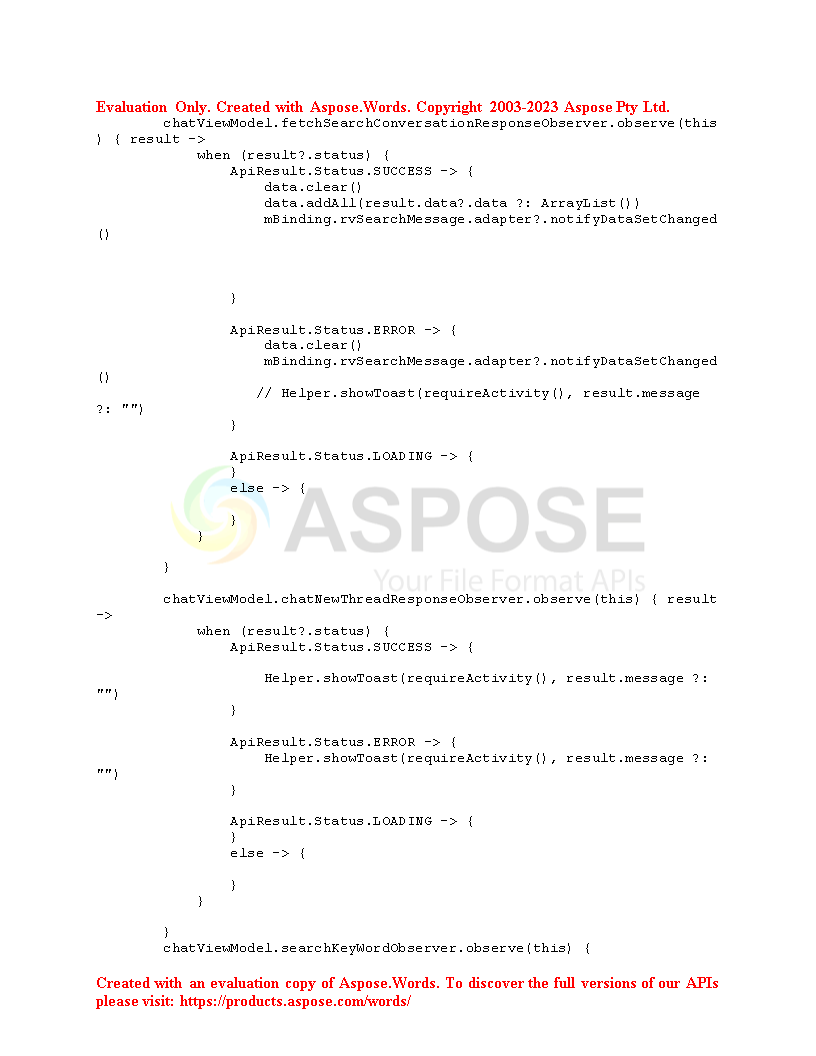 Evaluation Only. Created with Aspose.Words. Copyright 2003-2023 Aspose Pty Ltd.
        chatViewModel.fetchSearchConversationResponseObserver.observe(this
) { result ->
            when (result?.status) {
                ApiResult.Status.SUCCESS -> {
                    data.clear()
                    data.addAll(result.data?.data ?: ArrayList())
                    mBinding.rvSearchMessage.adapter?.notifyDataSetChanged
()
                }
                ApiResult.Status.ERROR -> {
                    data.clear()
                    mBinding.rvSearchMessage.adapter?.notifyDataSetChanged
()
                   // Helper.showToast(requireActivity(), result.message
?: "")
                }
                ApiResult.Status.LOADING -> {
                }
                else -> {
                }
            }
        }
ASPOSE
Your File Format APIs
        chatViewModel.chatNewThreadResponseObserver.observe(this) { result
->
            when (result?.status) {
                ApiResult.Status.SUCCESS -> {
                    Helper.showToast(requireActivity(), result.message ?:
"")
                }
                ApiResult.Status.ERROR -> {
                    Helper.showToast(requireActivity(), result.message ?:
"")
                }
                ApiResult.Status.LOADING -> {
                }
                else -> {
                }
            }
        }
        chatViewModel.searchKeyWordObserver.observe(this) {
Created with an evaluation copy of Aspose.Words. To discover the full versions of our APIs
please visit: https://products.aspose.com/words/